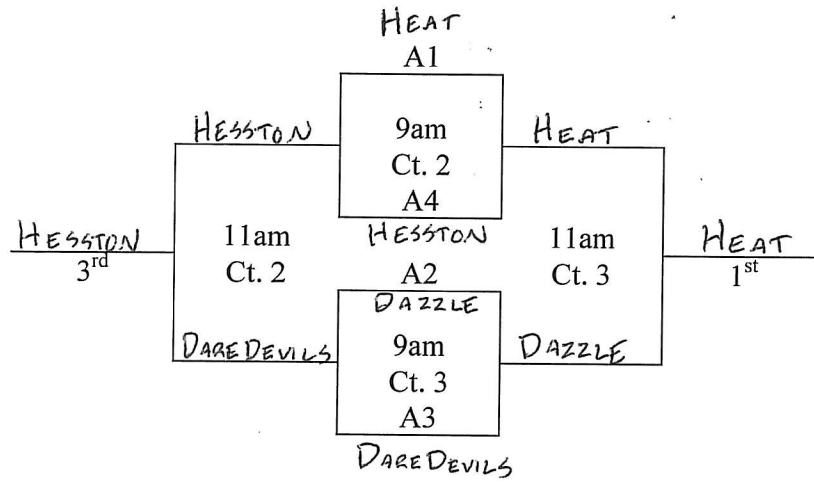 HEAT
A1
HESSTON
9am
HEAT
Ct. 2
A4
HESSTON
HESSTON
3rd
11am
Ct. 2
A2
DAZZLE
11am
Ct. 3
HEAT
1st
DAREDEVILS
9am
DAZZLE
Ct. 3
A3
DAREDEVILS